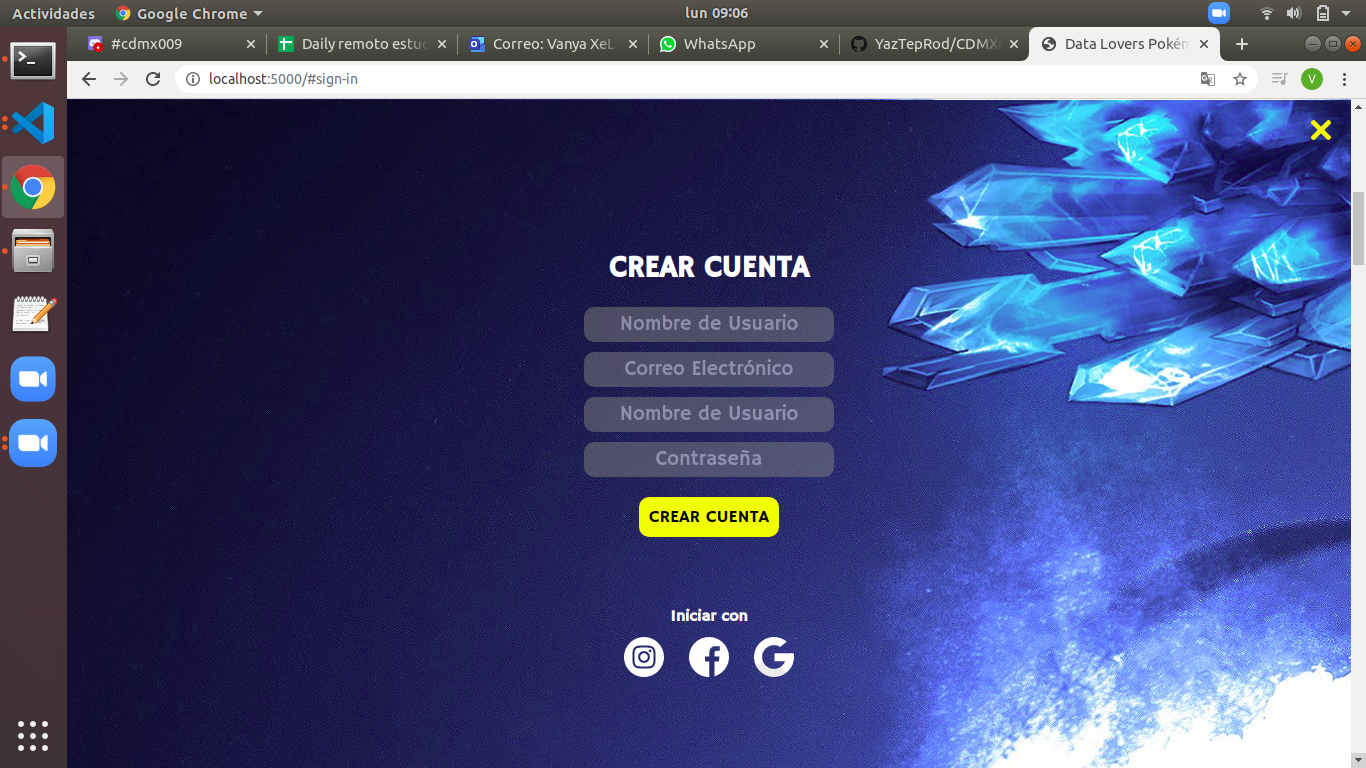 Actividades
Google Chrome
lun 09:06
#cdmx009
Daily remoto estud
Correo: Vanya XeL
WhatsApp
YazTepRod/CDMX
Data Lovers Pokém
localhost:5000/#sign-in
V
CREAR CUENTA
Nombre de Usuario
Correo Electrónico
Nombre de Usuario
Contraseña
CREAR CUENTA
Iniciar con